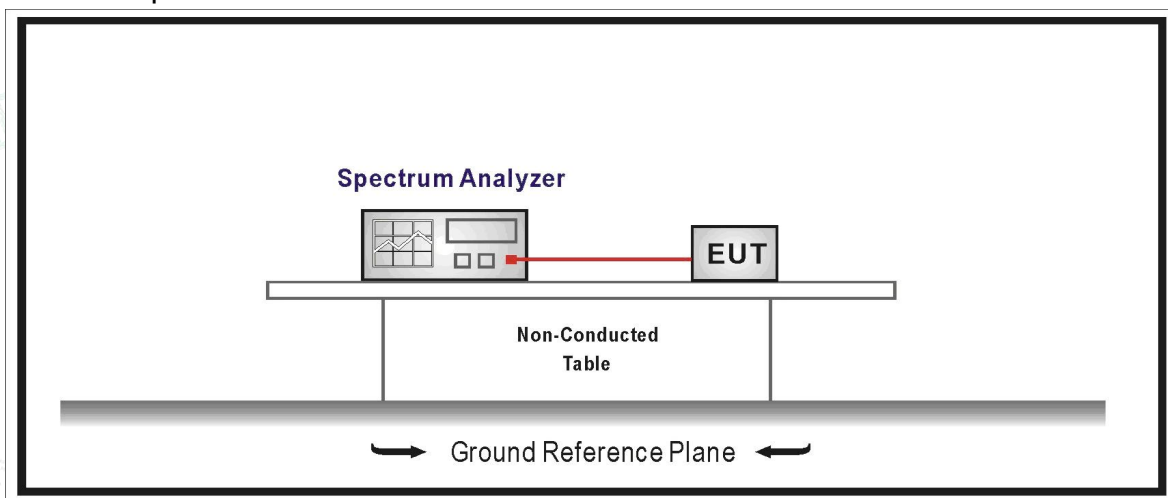 Spectrum Analyzer
EUT
Non-Conducted
Table
Ground Reference Plane